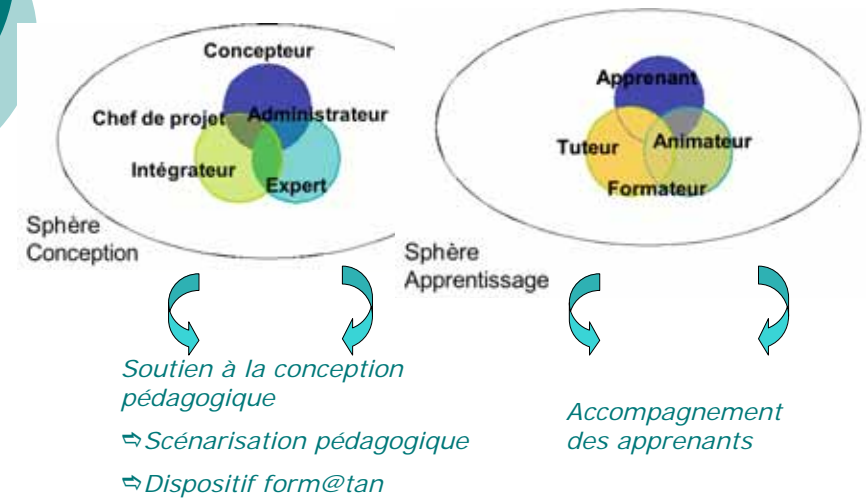 Concepteur
Chef de projet
Administrateur
Intégrateur
Expert
Sphère
Conception
Apprenant
Tuteur
Animateur
Formateur
Sphère
Apprentissage
Soutien à la conception
pédagogique
⇨ Scénarisation pédagogique
⇨ Dispositif form@tan
Accompagnement
des apprenants